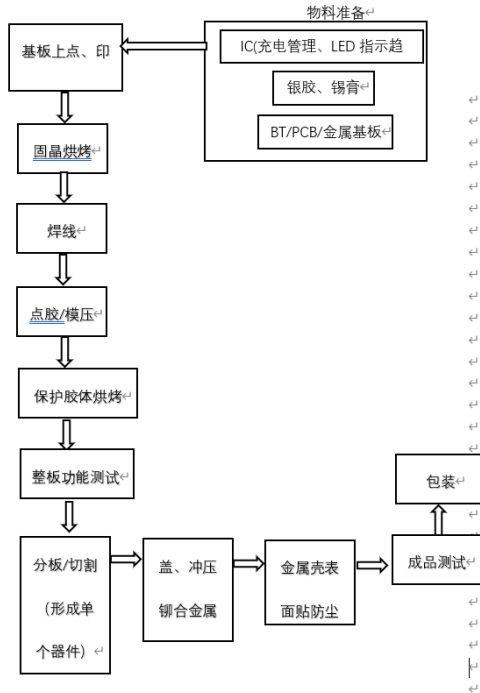 物料准备
IC(充电管理、LED 指示趋
银胶、锡膏
BT/PCB/金属基板
基板上点、印
固晶烘烤
焊线
点胶/模压
保护胶体烘烤
整板功能测试
分板/切割
(形成单
个器件)
盖、冲压
铆合金属
金属壳表
面贴防尘
成品测试
包装